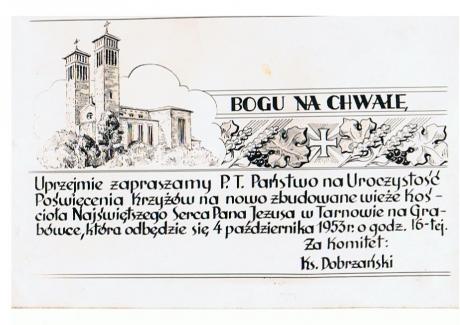 BOGU NA CHWAŁĘ,
Uprzejmie zapraszamy P.T. Państwo na Uroczystość
Poświęcenia Krzyżów na nowo zbudowane wieże Koś-
cioła Najświętszego Serca Pana Jezusa w Tarnowie na Gra-
bówce, która odbędzie się 4 października 1953 r. o godz. 16-tej.
Za Komitet:
Ks. Dobrzański